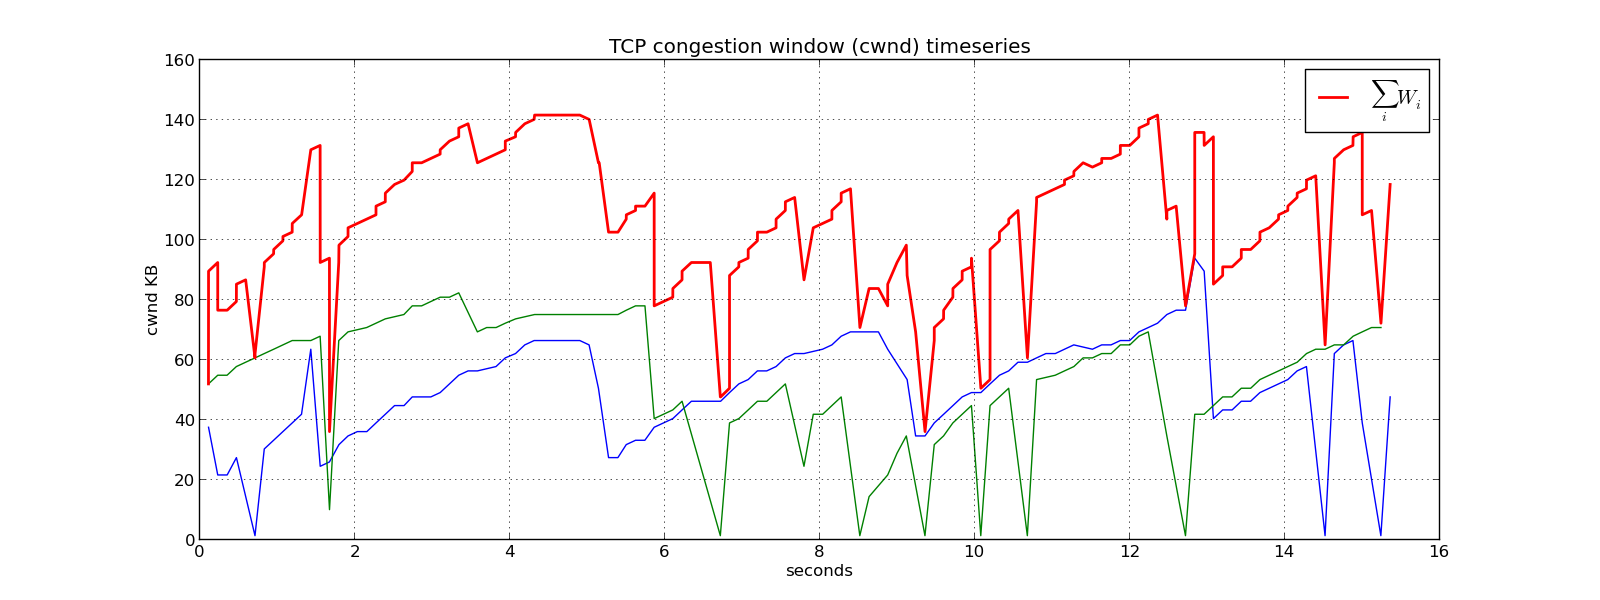 TCP congestion window (cwnd) timeseries
160
140
120
100
80
60
40
20
0
cwnd KB
∑ W_i
i
0 2 4 6 8 10 12 14 16
seconds